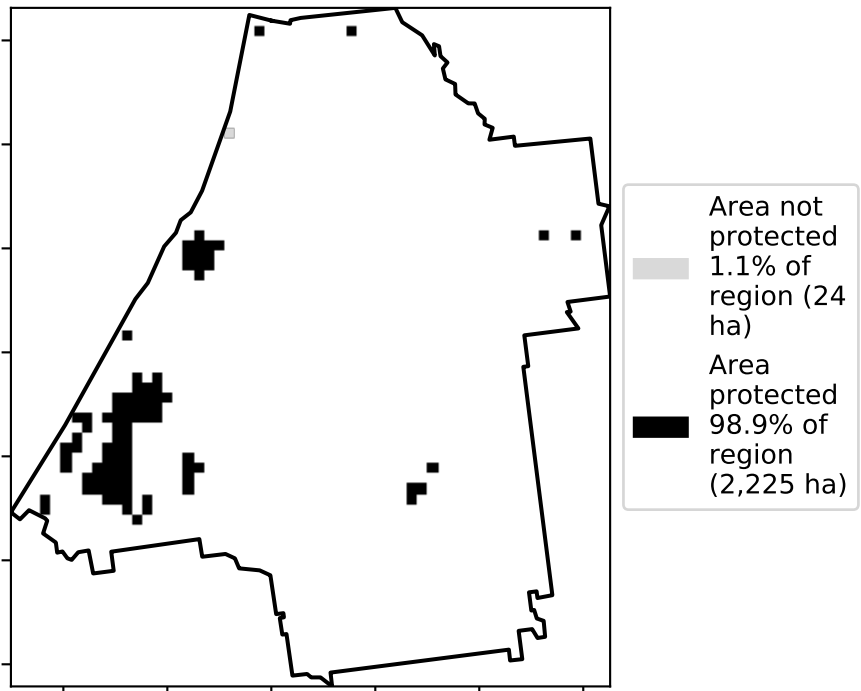 Area not
protected
1.1% of
region (24
ha)
Area
protected
98.9% of
region
(2,225 ha)